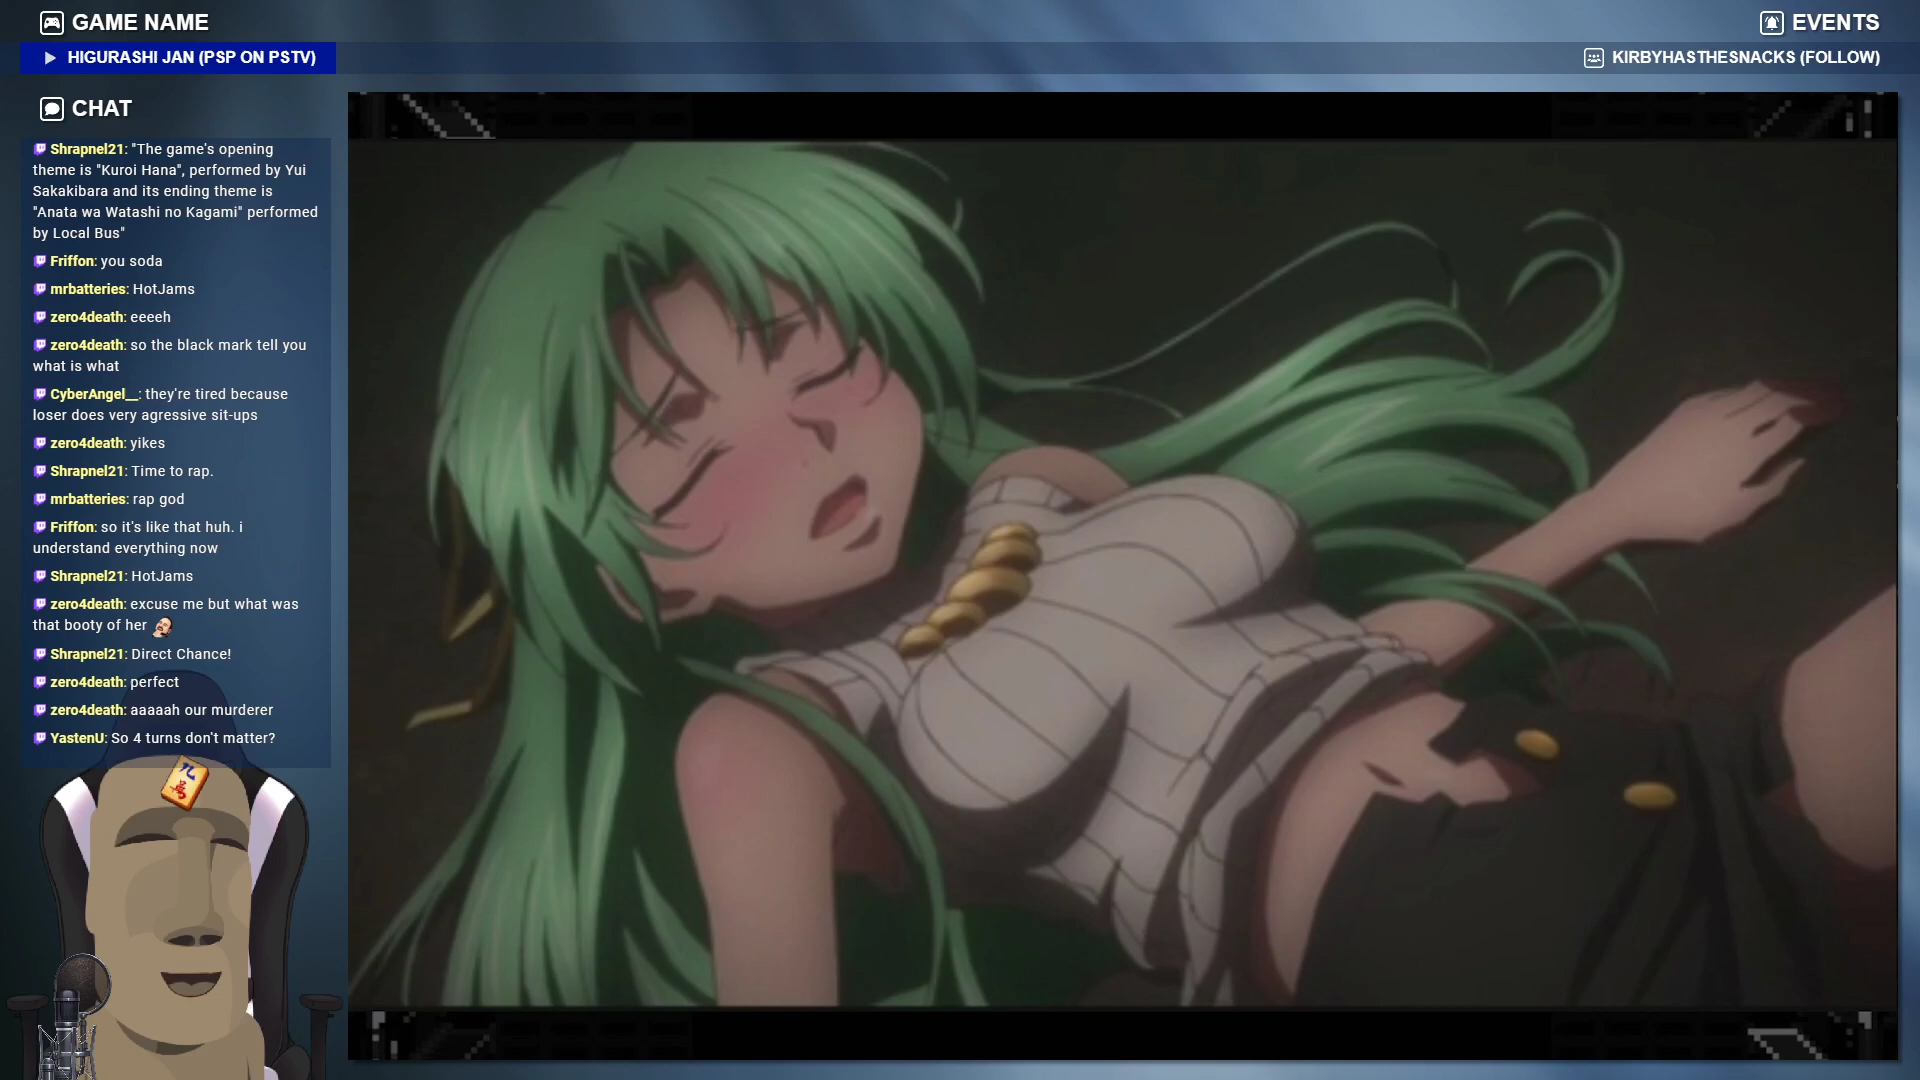 GAME NAME
EVENTS
HIGURASHI JAN (PSP ON PSTV)
KIRBYHASTHESNACKS (FOLLOW)
CHAT
Shrapnel21: "The game's opening
theme is "Kuroi Hana", performed by Yui
Sakakibara and its ending theme is
"Anata wa Watashi no Kagami" performed
by Local Bus"
Friffon: you soda
mrbatteries: HotJams
zero4death: eeeeh
zero4death: so the black mark tell you
what is what
CyberAngel__: they're tired because
loser does very agressive sit-ups
zero4death: yikes
Shrapnel21: Time to rap.
mrbatteries: rap god
Friffon: so it's like that huh. i
understand everything now
Shrapnel21: HotJams
zero4death: excuse me but what was
that booty of her
Shrapnel21: Direct Chance!
zero4death: perfect
zero4death: aaaaah our murderer
YastenU: So 4 turns don't matter?
九
萬